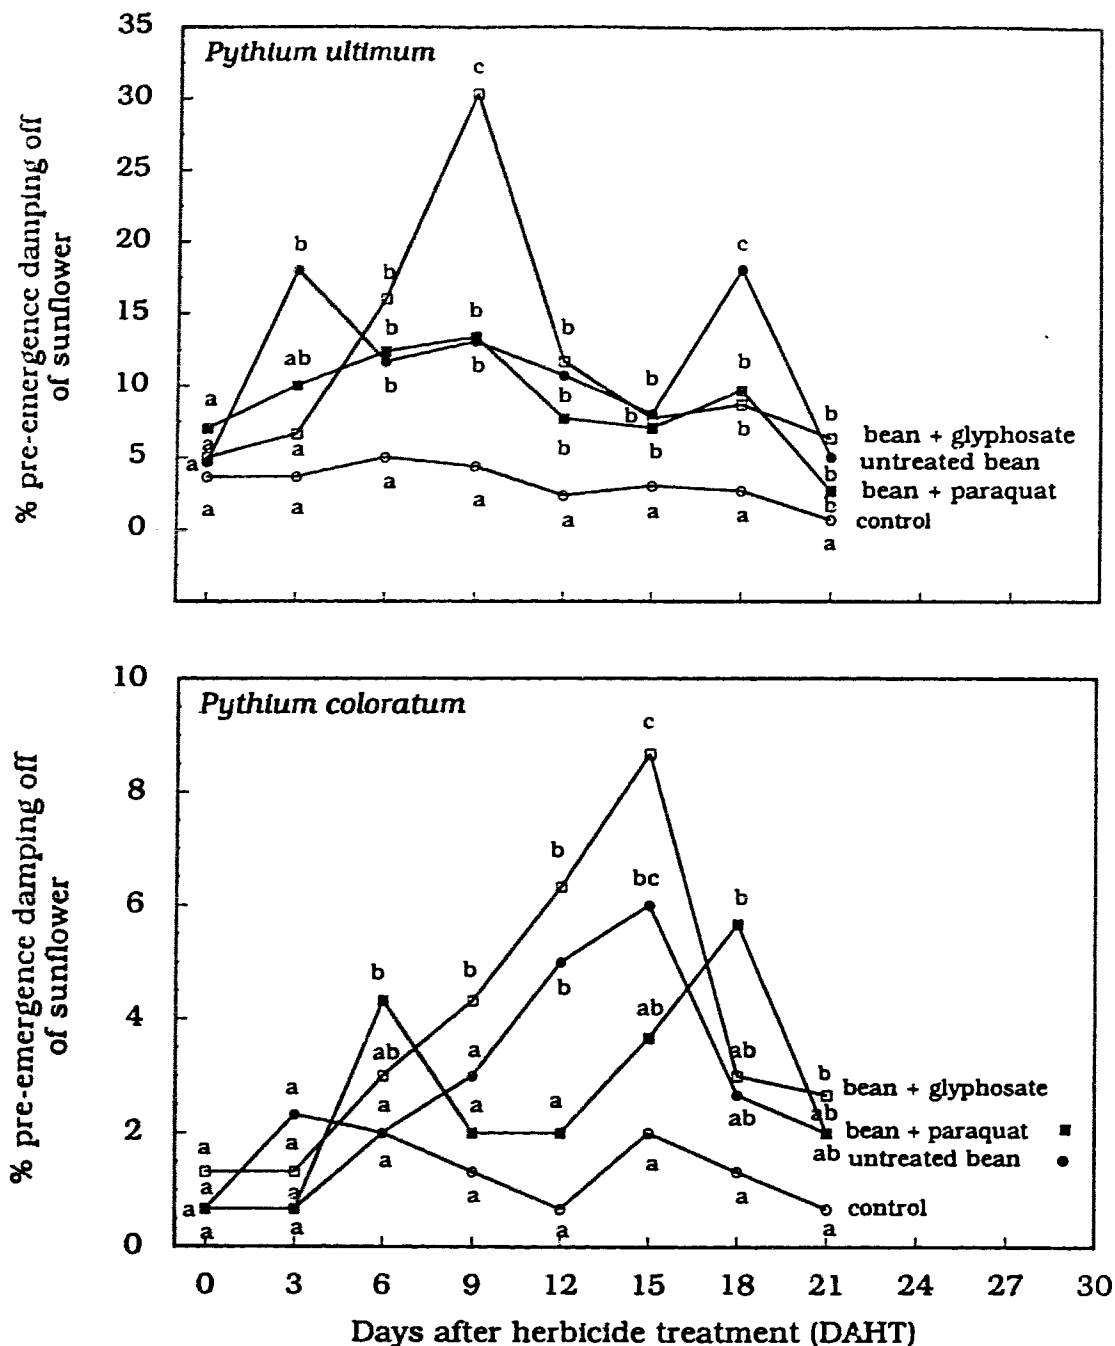 % pre-emergence damping off
of sunflower
35
30
25
20
15
10
5
0
Pythium ultimum
c
b
c
b
b
b
b
ab
b
b
b
a
b
b
b
b
b
a
a
b
b
b
a
b
b
a
a
a
a
a
a
a
a
bean + glyphosate
untreated bean
bean + paraquat
control
% pre-emergence damping off
of sunflower
10
8
6
4
2
0
Pythium coloratum
c
b
bc
b
b
b
b
ab
ab
a
ab
b
a
a
a
a
ab
ab
a
a
a
a
ab
a
a
a
a
a
a
a
a
a
a
bean + glyphosate
bean + paraquat
untreated bean
control
0 3 6 9 12 15 18 21 24 27 30
Days after herbicide treatment (DAHT)